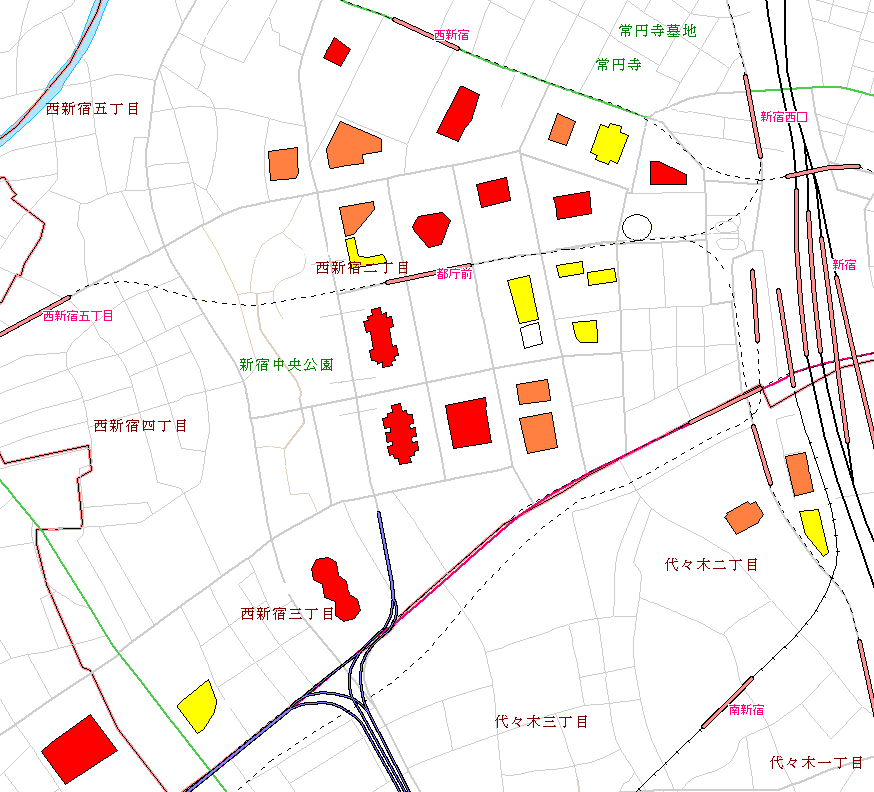 常円寺墓地
西新宿
常円寺
西新宿五丁目
新宿西口
西新宿二丁目
新宿
都庁前
西新宿五丁目
新宿中央公園
西新宿四丁目
代々木二丁目
西新宿三丁目
南新宿
代々木三丁目
代々木一丁目